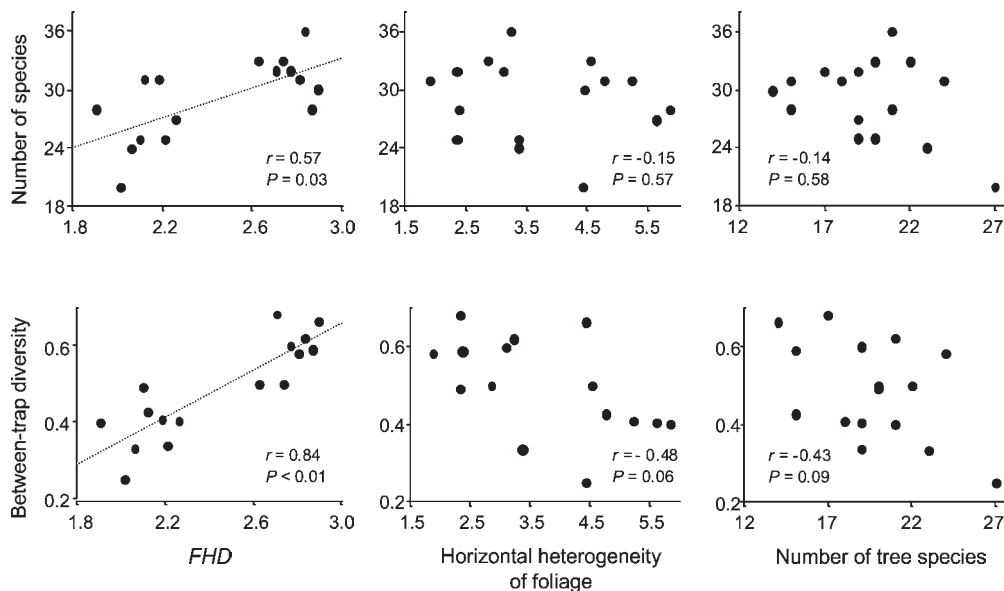 Number of species
36
30
24
18
1.8 2.2 2.6 3.0
r = 0.57
P = 0.03
36
30
24
18
1.5 2.5 3.5 4.5 5.5
r = -0.15
P = 0.57
36
30
24
18
12 17 22 27
r = -0.14
P = 0.58
Between-trap diversity
0.6
0.4
0.2
1.8 2.2 2.6 3.0
r = 0.84
P < 0.01
FHD
0.6
0.4
0.2
1.5 2.5 3.5 4.5 5.5
r = - 0.48
P = 0.06
Horizontal heterogeneity
of foliage
0.6
0.4
0.2
12 17 22 27
r = -0.43
P = 0.09
Number of tree species